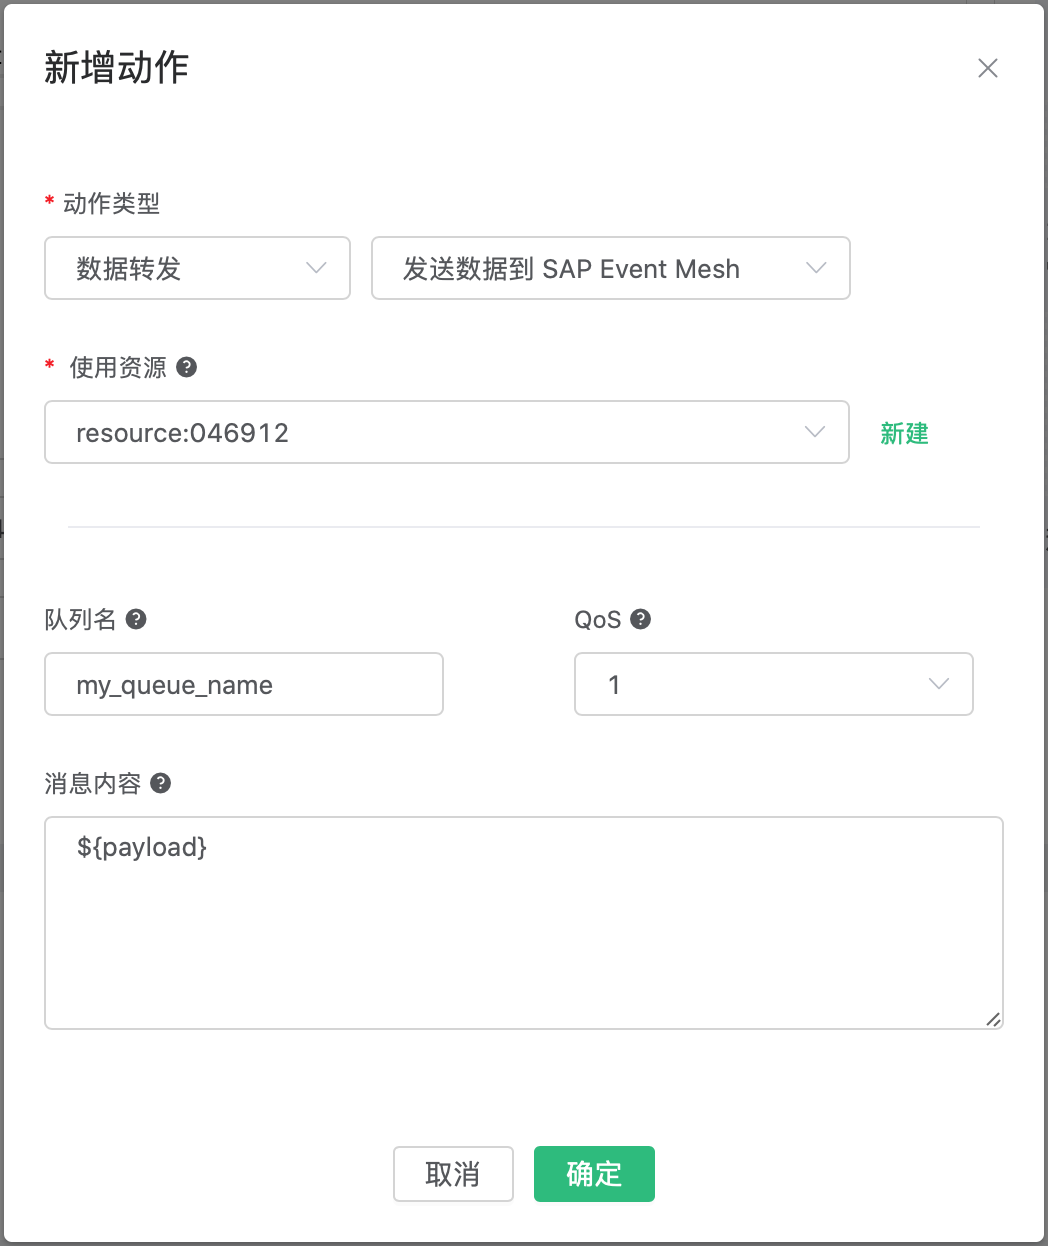 新增动作
* 动作类型
数据转发
发送数据到 SAP Event Mesh
* 使用资源 ?
resource:046912
新建
队列名 ?
QoS ?
my_queue_name
1
消息内容 ?
${payload}
取消
确定